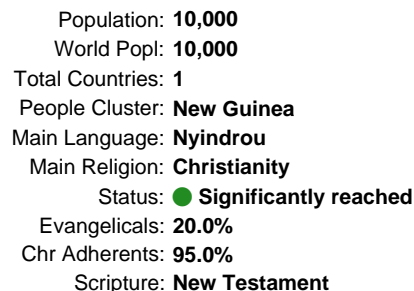 Population: 10,000
World Popl: 10,000
Total Countries: 1
People Cluster: New Guinea
Main Language: Nyindrou
Main Religion: Christianity
Status: Significantly reached
Evangelicals: 20.0%
Chr Adherents: 95.0%
Scripture: New Testament